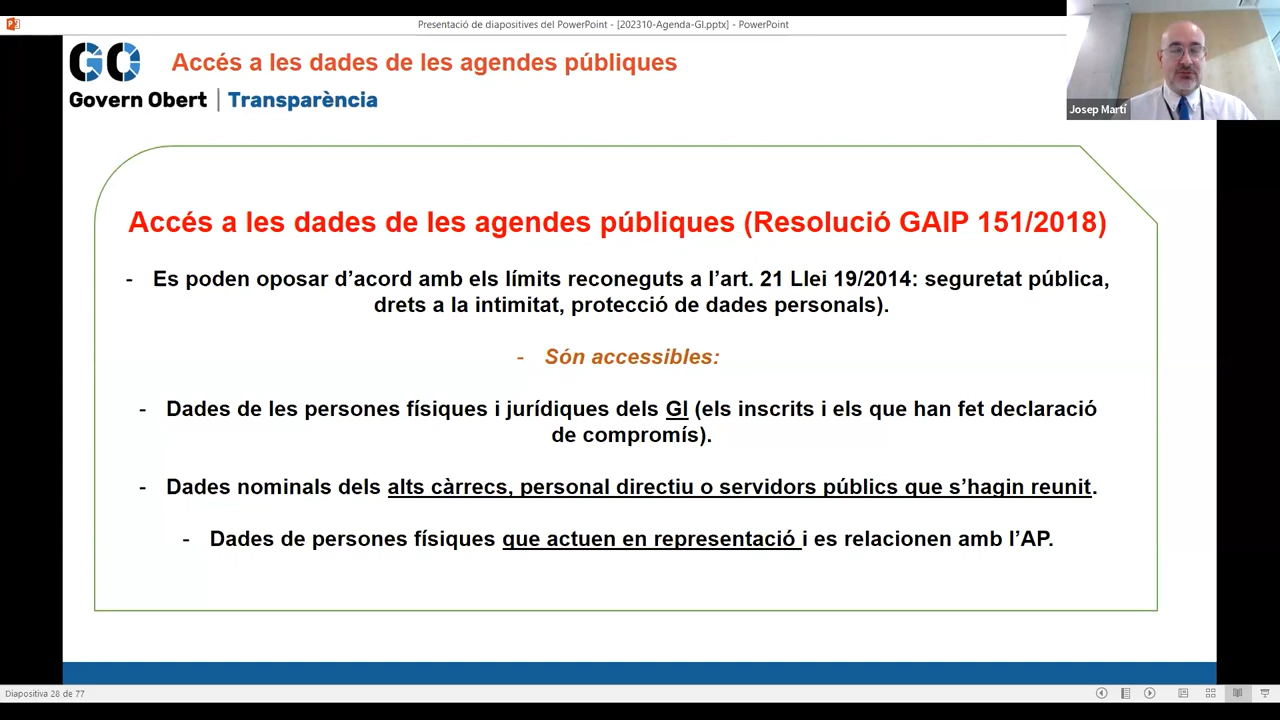 Presentació de diapositives del PowerPoint - [202310-Agenda-GI.pptx] - PowerPoint
GO
Accés a les dades de les agendes públiques
Govern Obert | Transparència
Josep Martí
Accés a les dades de les agendes públiques (Resolució GAIP 151/2018)
- Es poden oposar d’acord amb els límits reconeguts a l’art. 21 Llei 19/2014: seguretat pública,
drets a la intimitat, protecció de dades personals).
- Són accessibles:
- Dades de les persones físiques i jurídiques dels GI (els inscrits i els que han fet declaració
de compromís).
- Dades nominals dels alts càrrecs, personal directiu o servidors públics que s’hagin reunit.
- Dades de persones físiques que actuen en representació i es relacionen amb l’AP.
Diapositiva 28 de 77